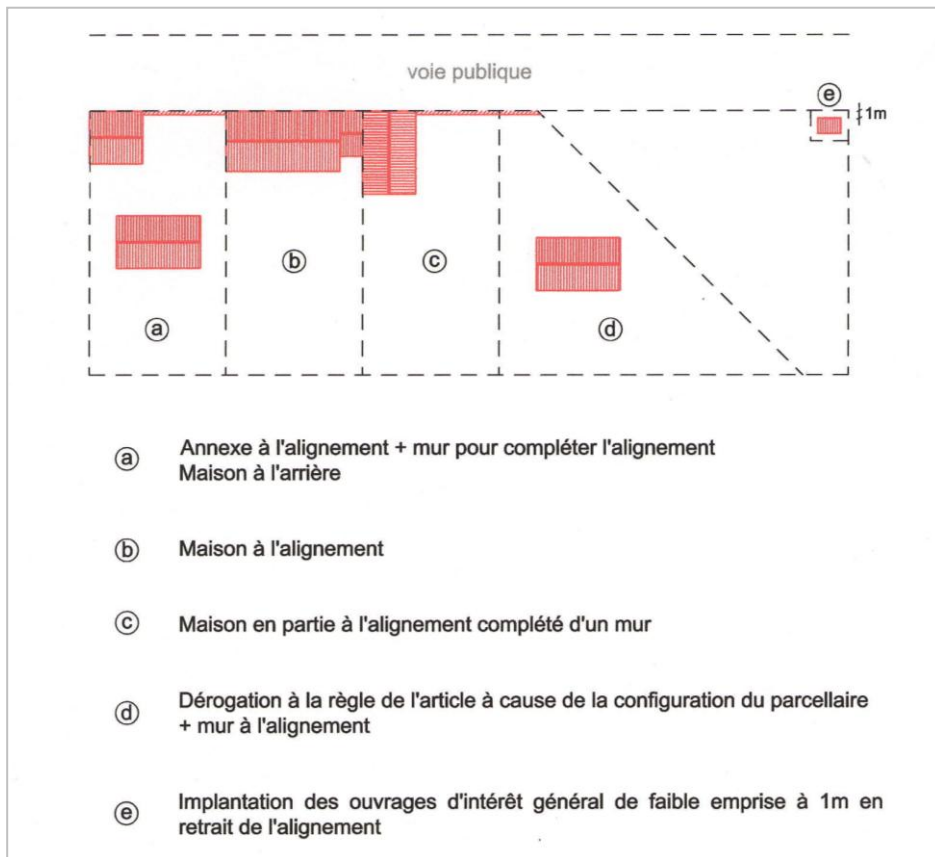 voie publique
ⓔ
1m
ⓑ
ⓒ
ⓐ
ⓓ
ⓐ Annexe à l'alignement + mur pour compléter l'alignement
Maison à l'arrière
ⓑ Maison à l'alignement
ⓒ Maison en partie à l'alignement complété d'un mur
ⓓ Dérogation à la règle de l'article à cause de la configuration du parcellaire
+ mur à l'alignement
ⓔ Implantation des ouvrages d'intérêt général de faible emprise à 1m en
retrait de l'alignement